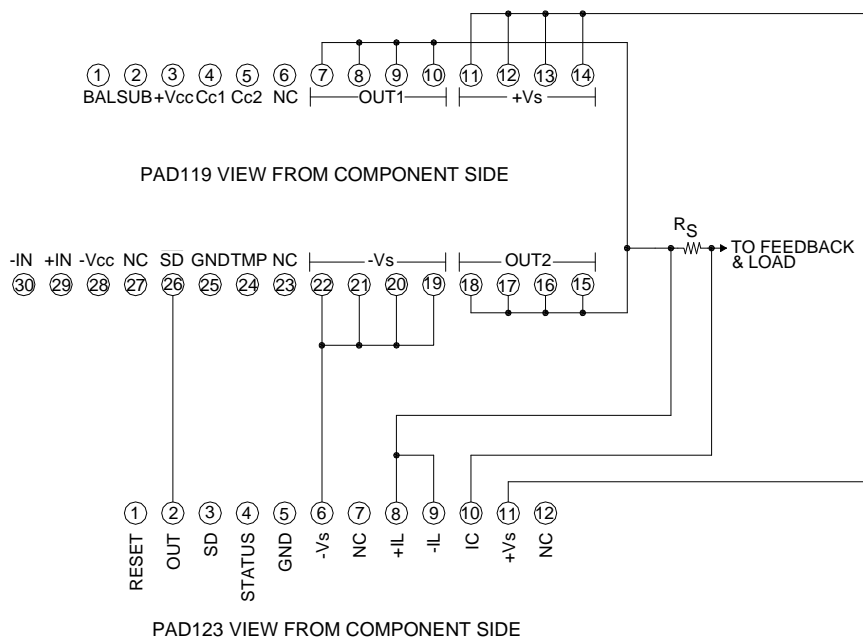 7 8 9 10 11 12 13 14
1 2 3 4 5 6
BAL SUB +Vcc Cc1 Cc2 NC OUT1 +Vs
PAD119 VIEW FROM COMPONENT SIDE
RS
TO FEEDBACK
& LOAD
-IN +IN -Vcc NC SD GND TMP NC -Vs OUT2
30 29 28 27 26 25 24 23 22 21 20 19 18 17 16 15
1 2 3 4 5 6 7 8 9 10 11 12
RESET OUT SD STATUS GND -Vs NC +IL -IL IC +Vs NC
PAD123 VIEW FROM COMPONENT SIDE